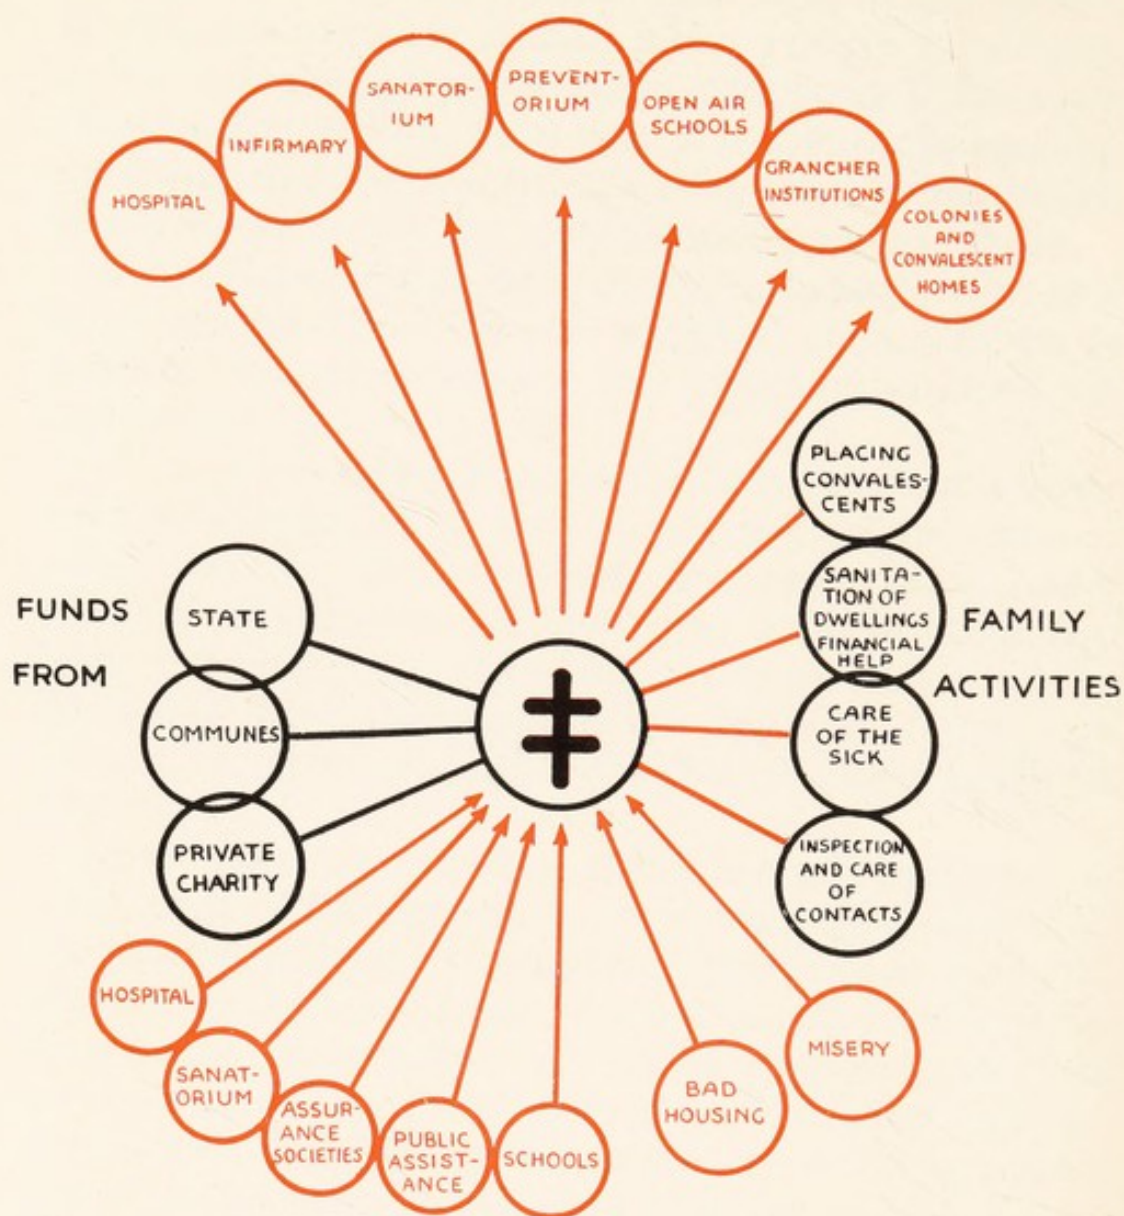 HOSPITAL
INFIRMARY
SANATOR-
IUM
PREVENT-
ORIUM
OPEN AIR
SCHOOLS
GRANCHER
INSTITUTIONS
COLONIES
AND
CONVALESCENT
HOMES
PLACING
CONVALES-
CENTS
SANITA-
TION OF
DWELLINGS
FINANCIAL
HELP
CARE
OF THE
SICK
INSPECTION
AND CARE
OF
CONTACTS
FAMILY
ACTIVITIES
FUNDS
FROM
STATE
COMMUNES
PRIVATE
CHARITY
HOSPITAL
SANAT-
ORIUM
ASSUR-
ANCE
SOCIETIES
PUBLIC
ASSIST-
ANCE
SCHOOLS
BAD
HOUSING
MISERY